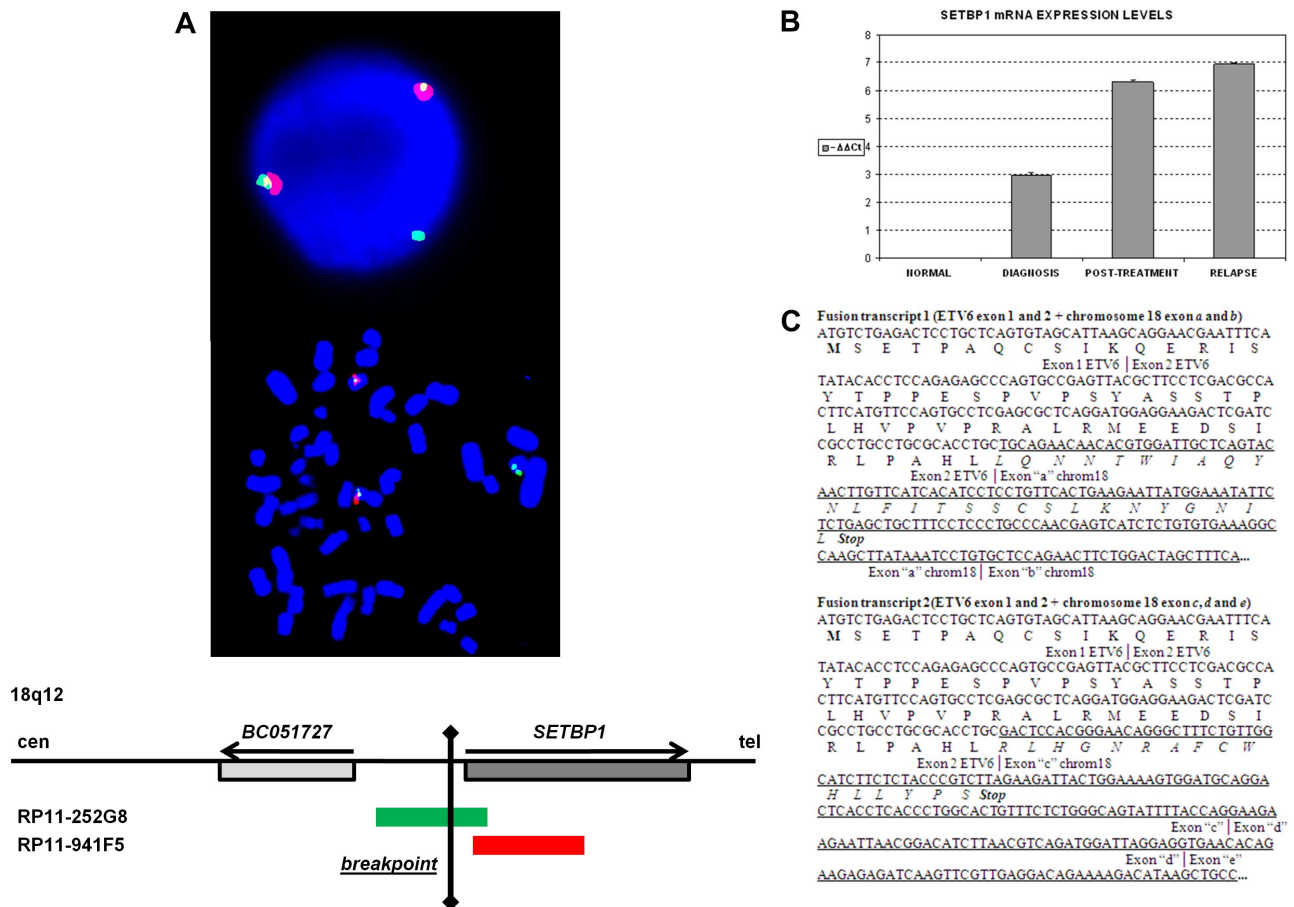 A
18q12
BC051727
SETBP1
cen
tel
RP11-252G8
RP11-941F5
breakpoint
B
SETBP1 mRNA EXPRESSION LEVELS
8
7
6
5
4
3
2
1
0
-ΔΔCt
NORMAL
DIAGNOSIS
POST-TREATMENT
RELAPSE
C
Fusion transcript 1 (ETV6 exon 1 and 2 + chromosome 18 exon a and b)
ATGTCTGAGACTCCTGCTCAGTGTAGCATTAAGCAGGAACGAATTTCA
M S E T P A Q C S I K Q E R I S
Exon 1 ETV6 | Exon 2 ETV6
TATACACCTCCAGAGAGCCCAGTGCCGAGTTACGCTTCCTCGACGCCA
Y T P P E S P V P S Y A S S T P
CTTCATGTTCCAGTGCCTCGAGCGCTCAGGATGGAGGAAGACTCGATC
L H V P V P R A L R M E E D S I
CGCCTGCCTGCGCACCTGCTGCAGAACAACACGTGGATTGCTCAGTAC
R L P A H L L Q N N T W I A Q Y
Exon 2 ETV6 | Exon "a" chrom18
AACTTGTTCATCACATCCTCCTGTTCACTGAAGAATTATGGAAATATTC
N L F I T S S C S L K N Y G N I
TCTGAGCTGCTTTCCTCCCTGCCCAACGAGTCATCTCTGTGTGAAAGGC
L Stop
CAAGCTTATAAATCCTGTGCTCCAGAACTTCTGGACTAGCTTTCA...
Exon "a" chrom18 | Exon "b" chrom18
Fusion transcript 2(ETV6 exon 1 and 2 + chromosome 18 exon c, d and e)
ATGTCTGAGACTCCTGCTCAGTGTAGCATTAAGCAGGAACGAATTTCA
M S E T P A Q C S I K Q E R I S
Exon 1 ETV6 | Exon 2 ETV6
TATACACCTCCAGAGAGCCCAGTGCCGAGTTACGCTTCCTCGACGCCA
Y T P P E S P V P S Y A S S T P
CTTCATGTTCCAGTGCCTCGAGCGCTCAGGATGGAGGAAGACTCGATC
L H V P V P R A L R M E E D S I
CGCCTGCCTGCGCACCTGCGACTCCACGGGAACAGGGCTTTCTGTTGG
R L P A H L R L H G N R A F C W
Exon 2 ETV6 | Exon "c" chrom18
CATCTTCTCTACCCGTCTTAGAAGATTACTGGAAAAGTGGATGCAGGA
H L L Y P S Stop
CTCACCTCACCCTGGCACTGTTTCTCTGGGCAGTATTTTACCAGGAAGA
Exon "c" | Exon "d"
AGAATTAACGGACATCTTAACGTCAGATGGATTAGGAGGTGAACACAG
Exon "d" | Exon "e"
AAGAGAGATCAAGTTCGTTGAGGACAGAAAAGACATAAGCTGCC...